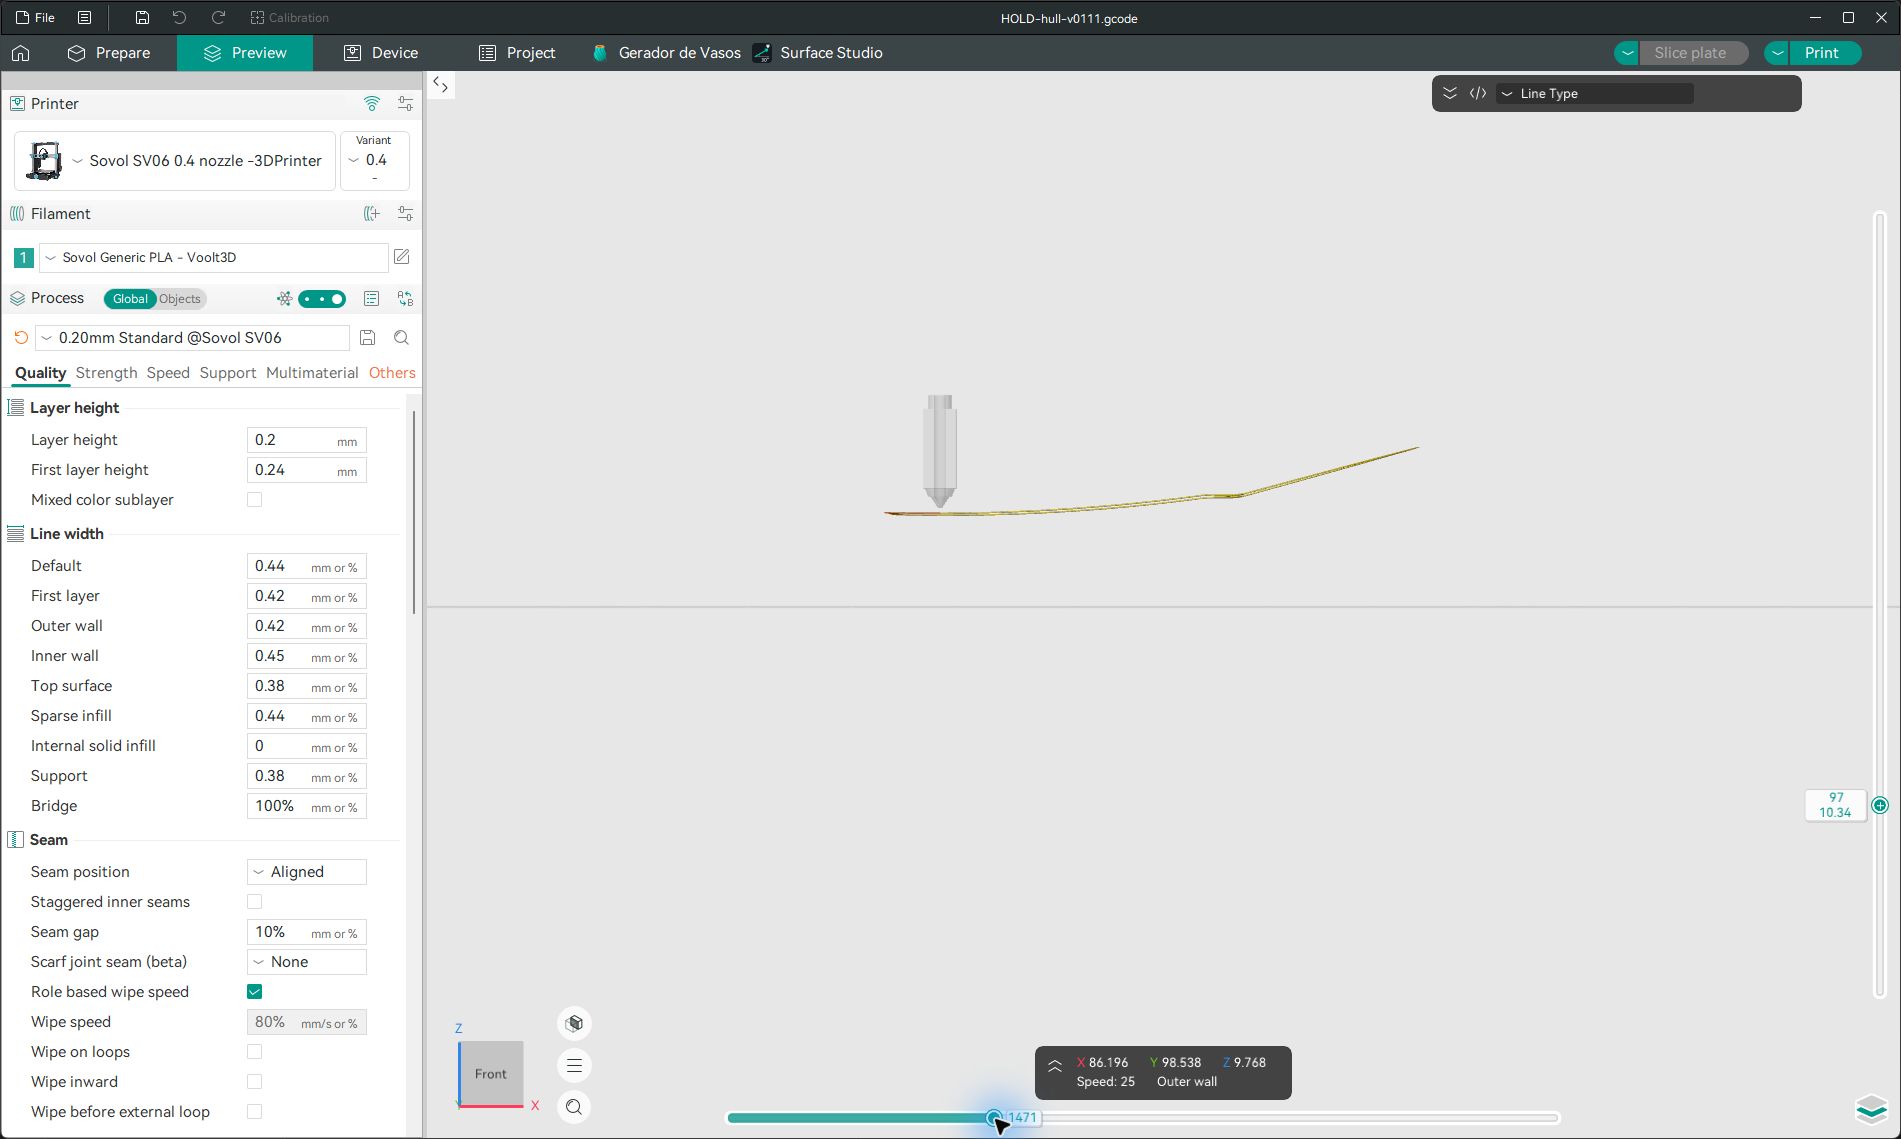 File
Calibration
HOLD-hull-v0111.gcode
Prepare
Preview
Device
Project
Gerador de Vasos
Surface Studio
Slice plate
Print
Printer
Sovol SV06 0.4 nozzle -3DPrinter
Variant
0.4
-
Filament
1
Sovol Generic PLA - Voolt3D
Process
Global
Objects
0.20mm Standard @Sovol SV06
Quality
Strength
Speed
Support
Multimaterial
Others
Layer height
Layer height
0.2 mm
First layer height
0.24 mm
Mixed color sublayer
Line width
Default
0.44 mm or %
First layer
0.42 mm or %
Outer wall
0.42 mm or %
Inner wall
0.45 mm or %
Top surface
0.38 mm or %
Sparse infill
0.44 mm or %
Internal solid infill
0 mm or %
Support
0.38 mm or %
Bridge
100% mm or %
Seam
Seam position
Aligned
Staggered inner seams
Seam gap
10% mm or %
Scarf joint seam (beta)
None
Role based wipe speed
Wipe speed
80% mm/s or %
Wipe on loops
Wipe inward
Wipe before external loop
Line Type
97
10.34
Z
Front
Y
X
X 86.196
Y 98.538
Z 9.768
Speed: 25
Outer wall
1471